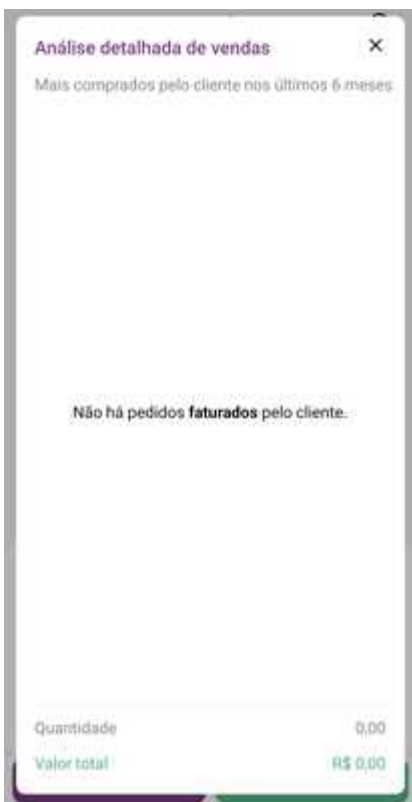 Análise detalhada de vendas
Mais comprados pelo cliente nos últimos 6 meses
Não há pedidos faturados pelo cliente.
Quantidade 0,00
Valor total R$ 0,00